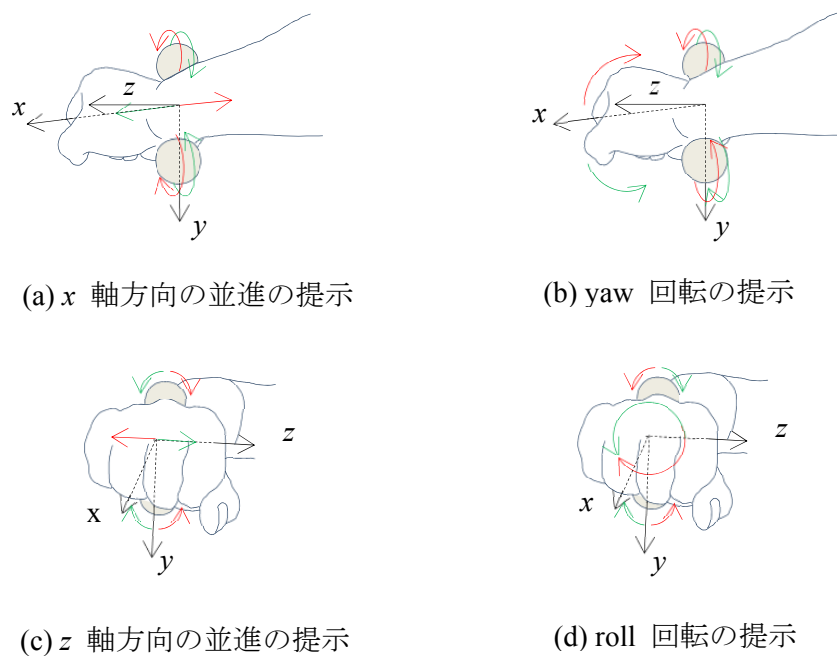 z
x
y
z
x
y
(a) x 軸方向の並進の提示
(b) yaw 回転の提示
z
x
y
z
x
y
(c) z 軸方向の並進の提示
(d) roll 回転の提示